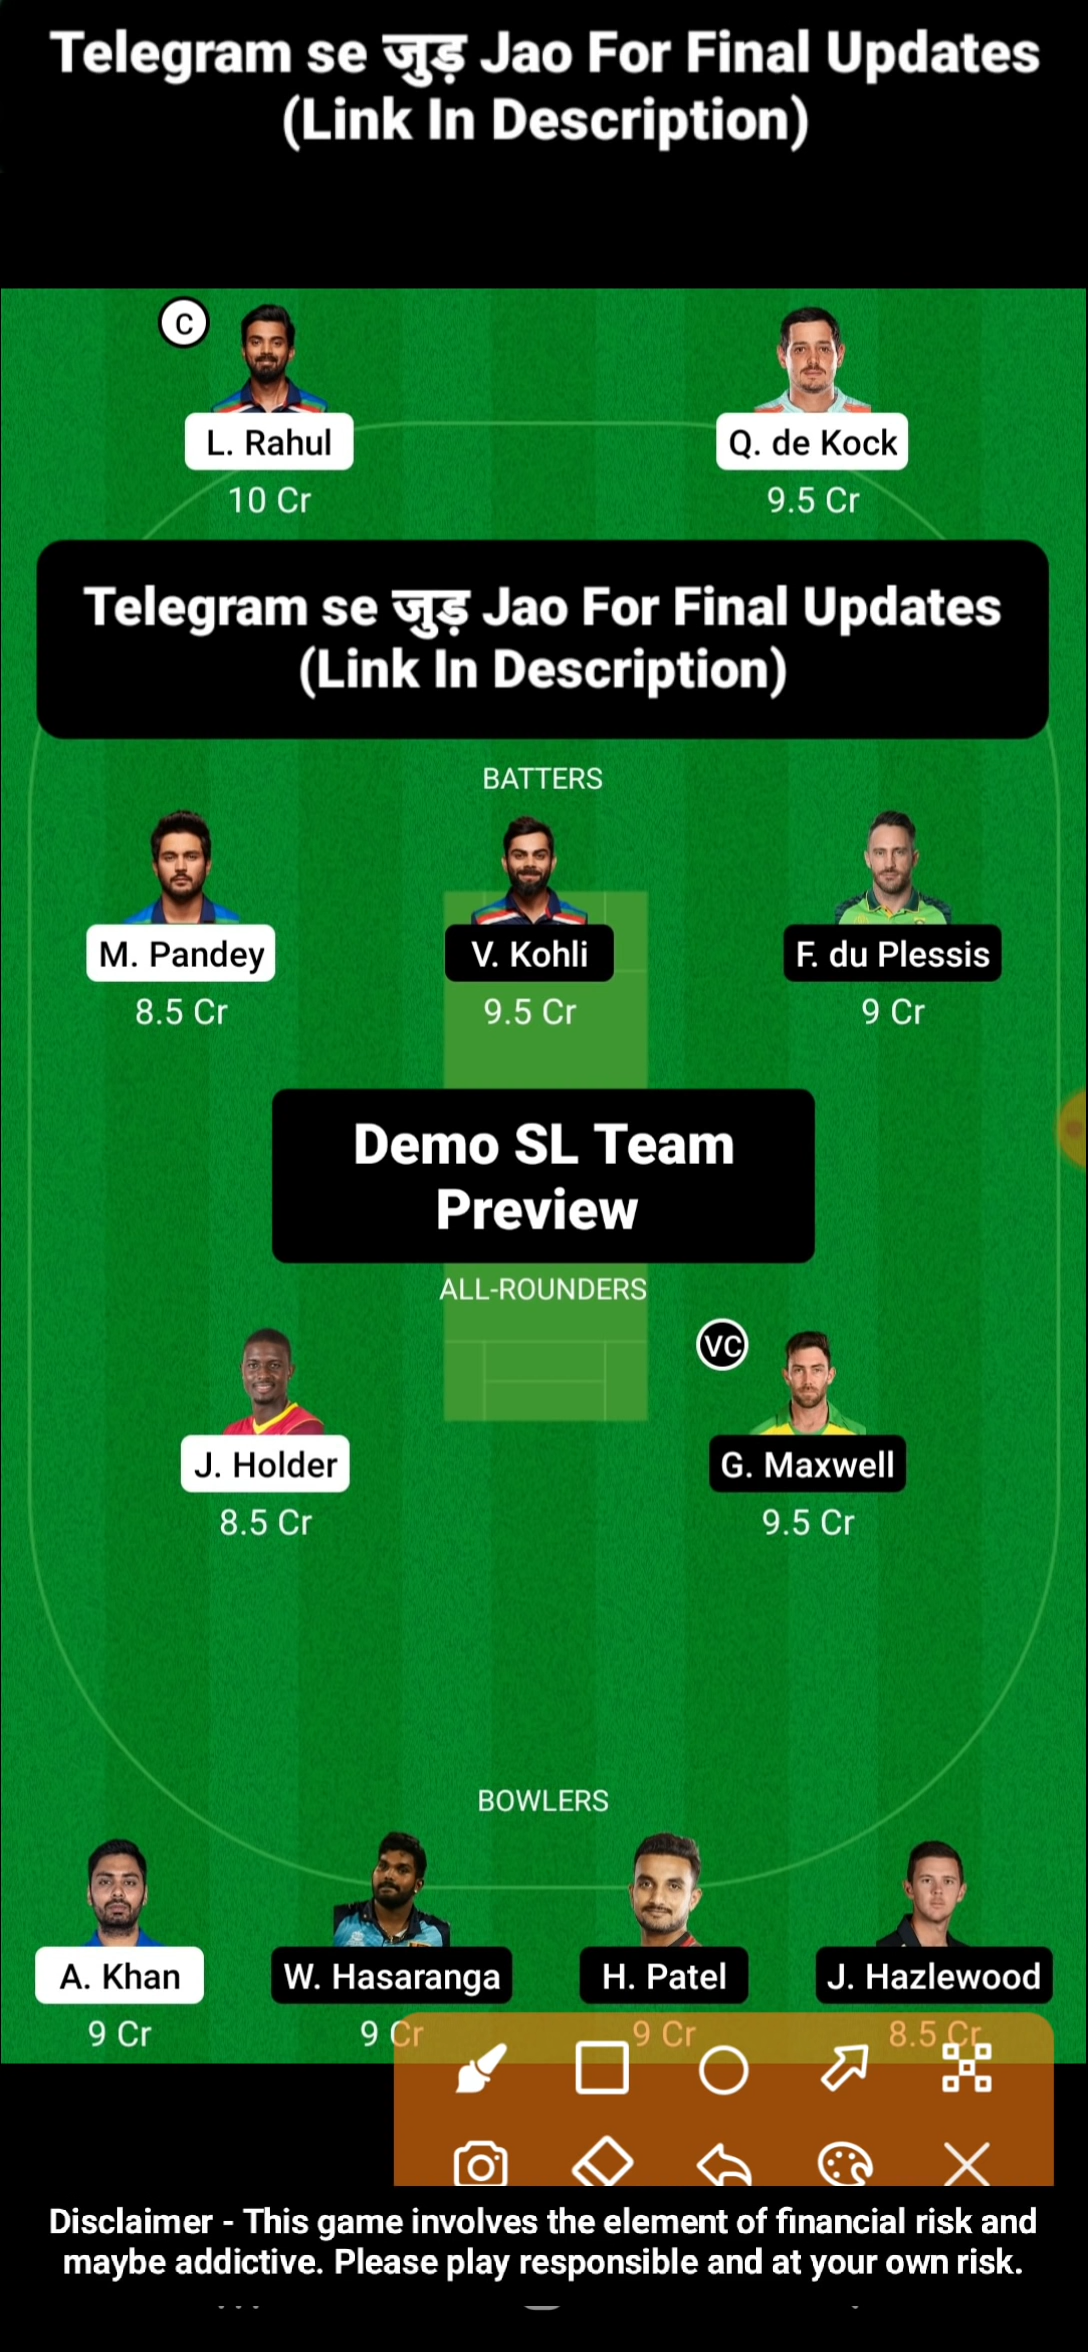 Telegram se जुड़ Jao For Final Updates
(Link In Description)
C
L. Rahul
Q. de Kock
10 Cr
9.5 Cr
Telegram se जुड़ Jao For Final Updates
(Link In Description)
BATTERS
M. Pandey
V. Kohli
F. du Plessis
8.5 Cr
9.5 Cr
9 Cr
Demo SL Team
Preview
ALL-ROUNDERS
VC
J. Holder
G. Maxwell
8.5 Cr
9.5 Cr
BOWLERS
A. Khan
W. Hasaranga
H. Patel
J. Hazlewood
9 Cr
9 Cr
9 Cr
8.5 Cr
Disclaimer - This game involves the element of financial risk and
maybe addictive. Please play responsible and at your own risk.